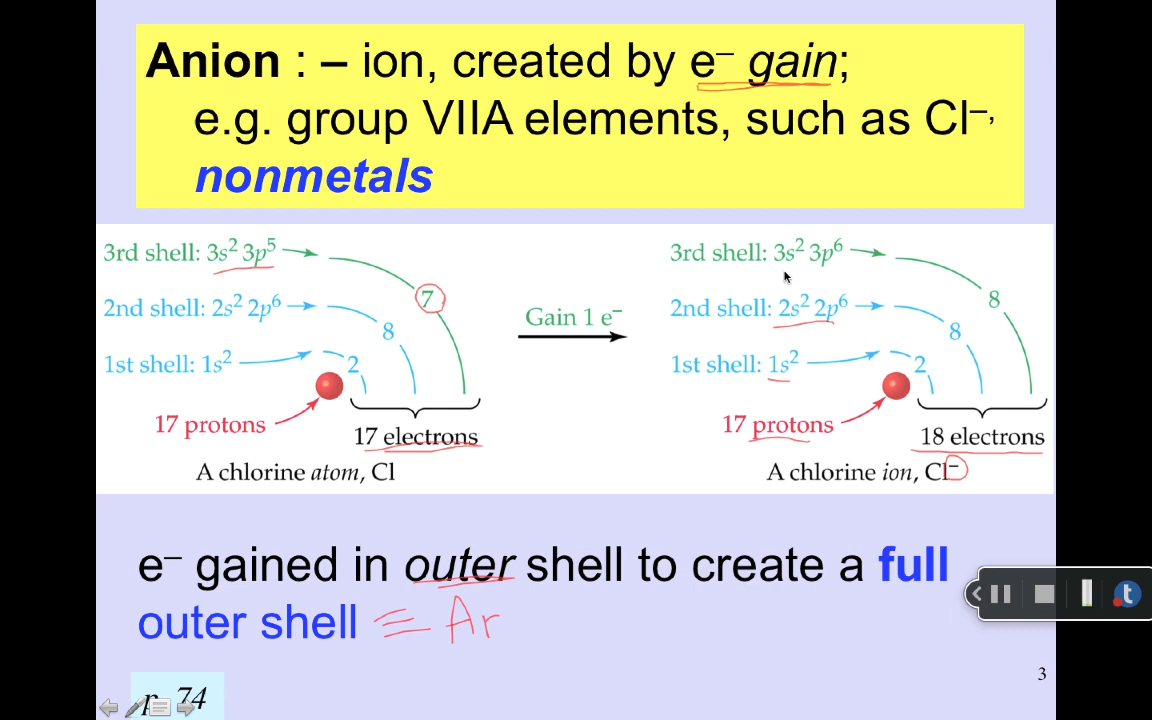 Anion : – ion, created by e⁻ gain;
e.g. group VIIA elements, such as Cl⁻,
nonmetals
3rd shell: 3s² 3p⁵
2nd shell: 2s² 2p⁶
1st shell: 1s²
7
8
2
17 protons
17 electrons
A chlorine atom, Cl
Gain 1 e⁻
3rd shell: 3s² 3p⁶
2nd shell: 2s² 2p⁶
1st shell: 1s²
8
8
2
17 protons
18 electrons
A chlorine ion, Cl⁻
e⁻ gained in outer shell to create a full
outer shell ≡ Ar
p. 74
3
t